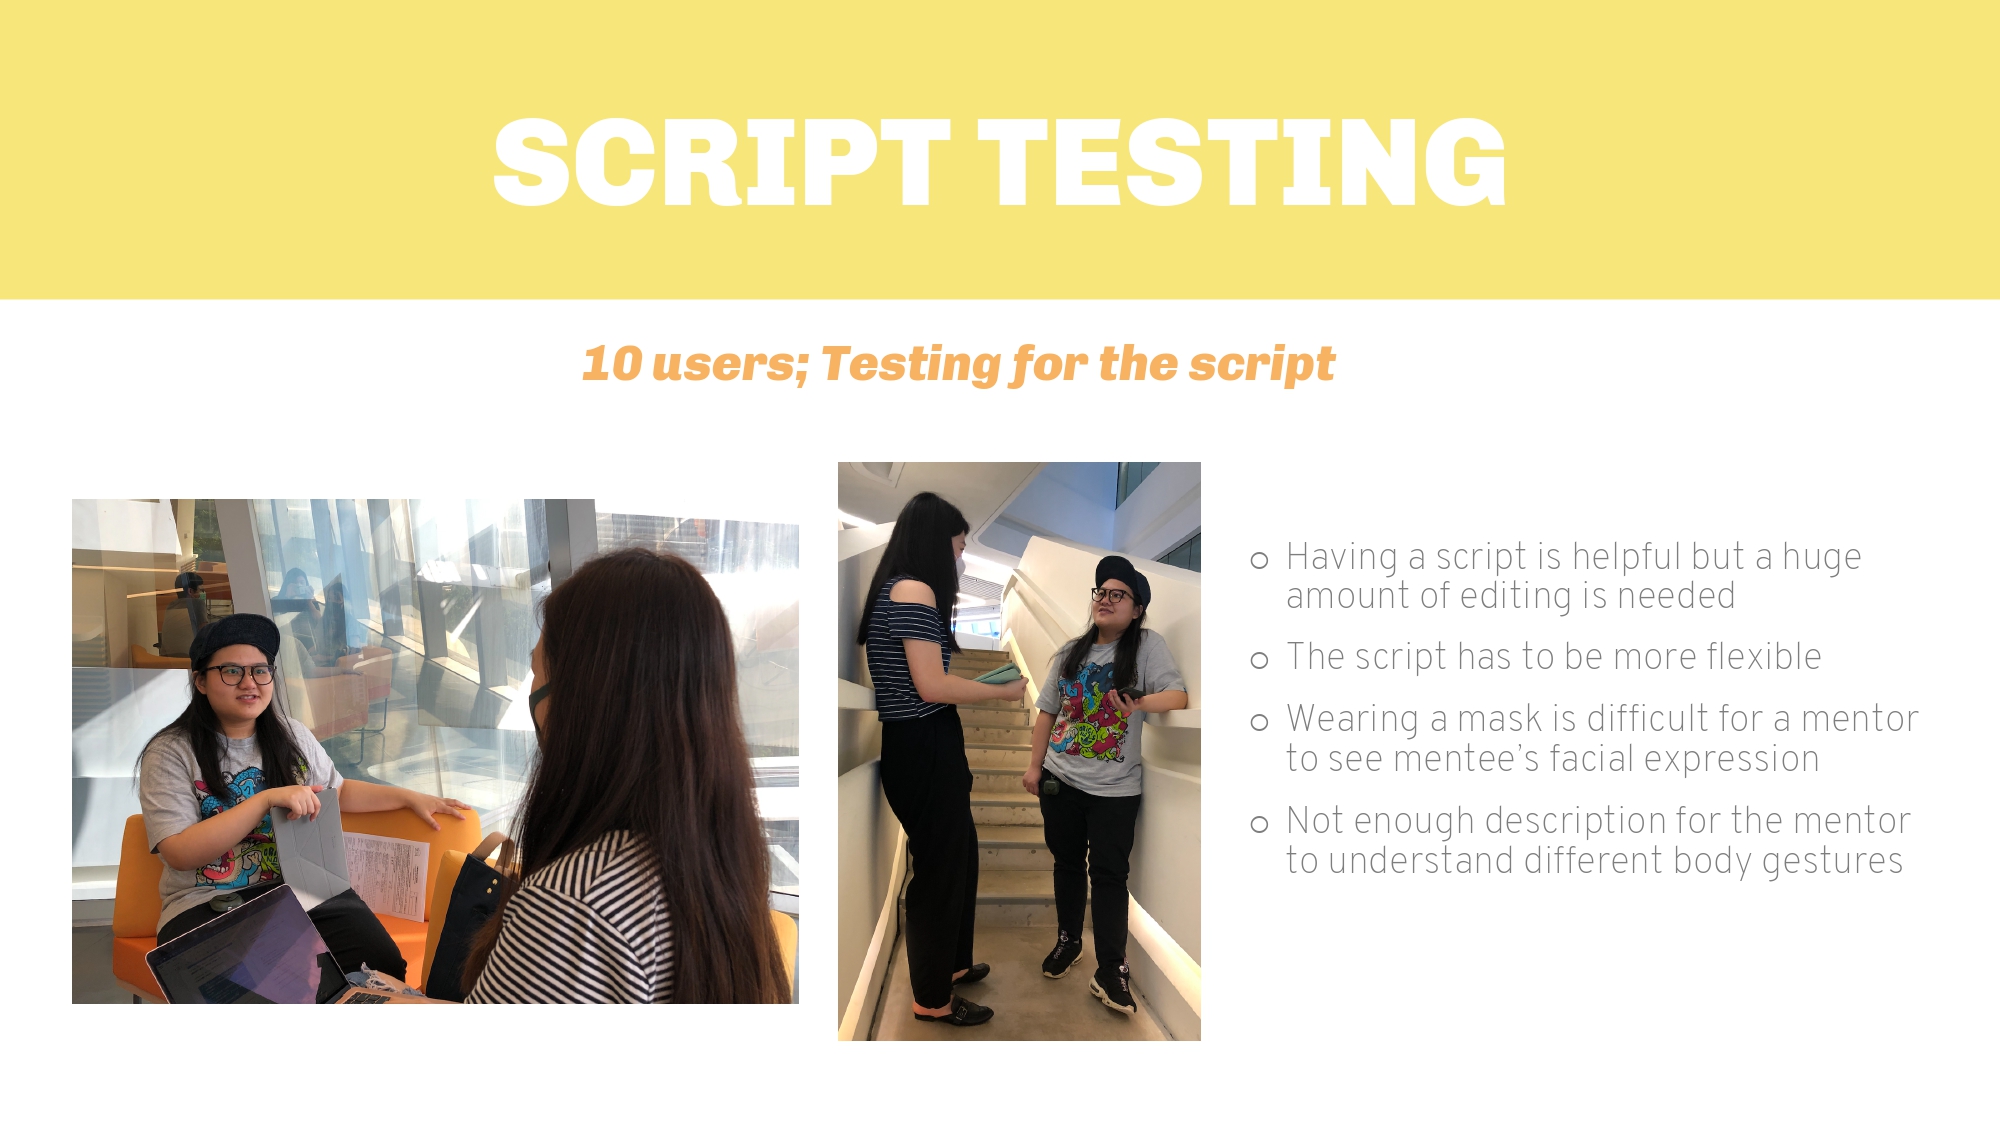 SCRIPT TESTING
10 users; Testing for the script
Having a script is helpful but a huge
amount of editing is needed
The script has to be more flexible
Wearing a mask is difficult for a mentor
to see mentee’s facial expression
Not enough description for the mentor
to understand different body gestures